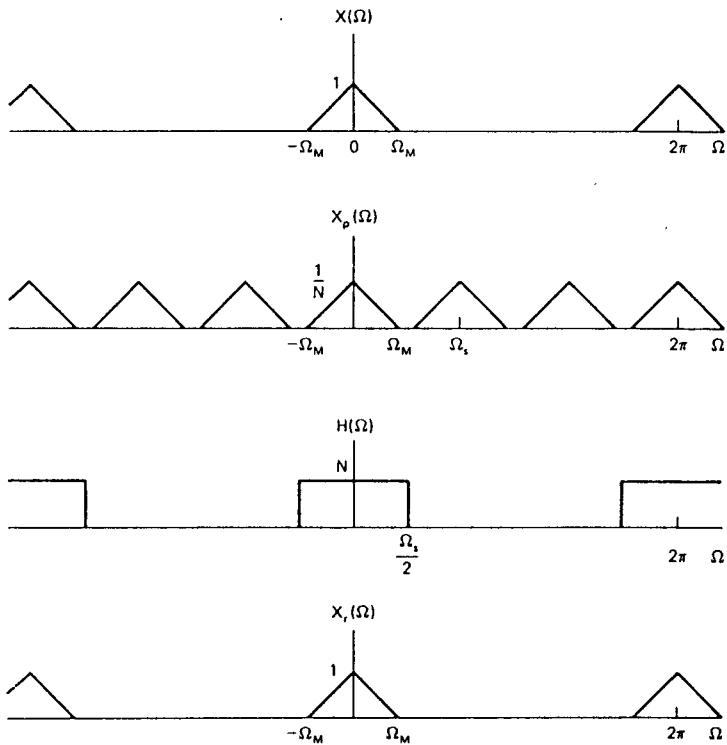 X(Ω)
1
−Ω_M 0 Ω_M 2π Ω
X_p(Ω)
1/N
−Ω_M Ω_M Ω_s 2π Ω
H(Ω)
N
Ω_s/2 2π Ω
X_r(Ω)
1
−Ω_M Ω_M 2π Ω